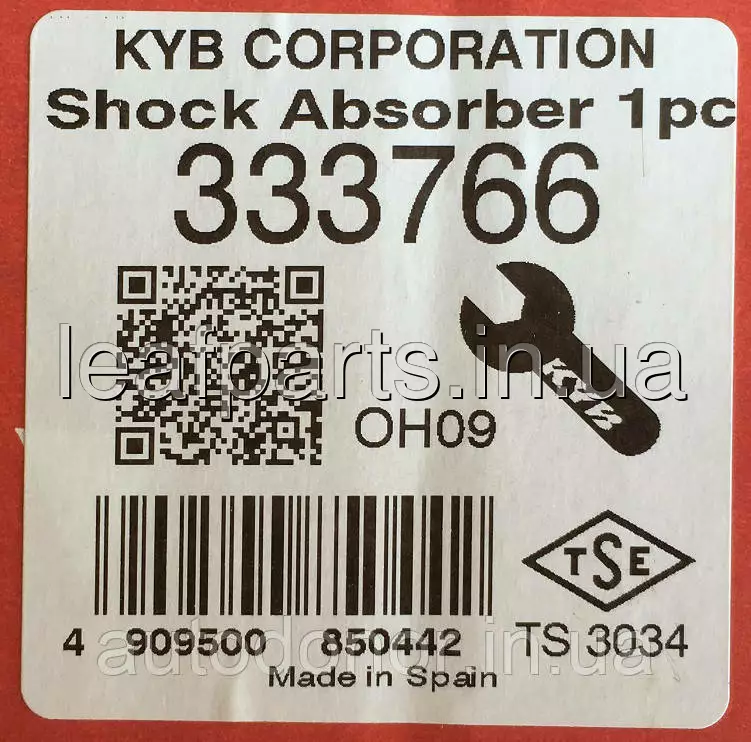 KYB CORPORATION
Shock Absorber 1pc
333766
leafparts.in.ua
KYB
OH09
TSE
4 909500 850442
TS 3034
autodonor.in.ua
Made in Spain